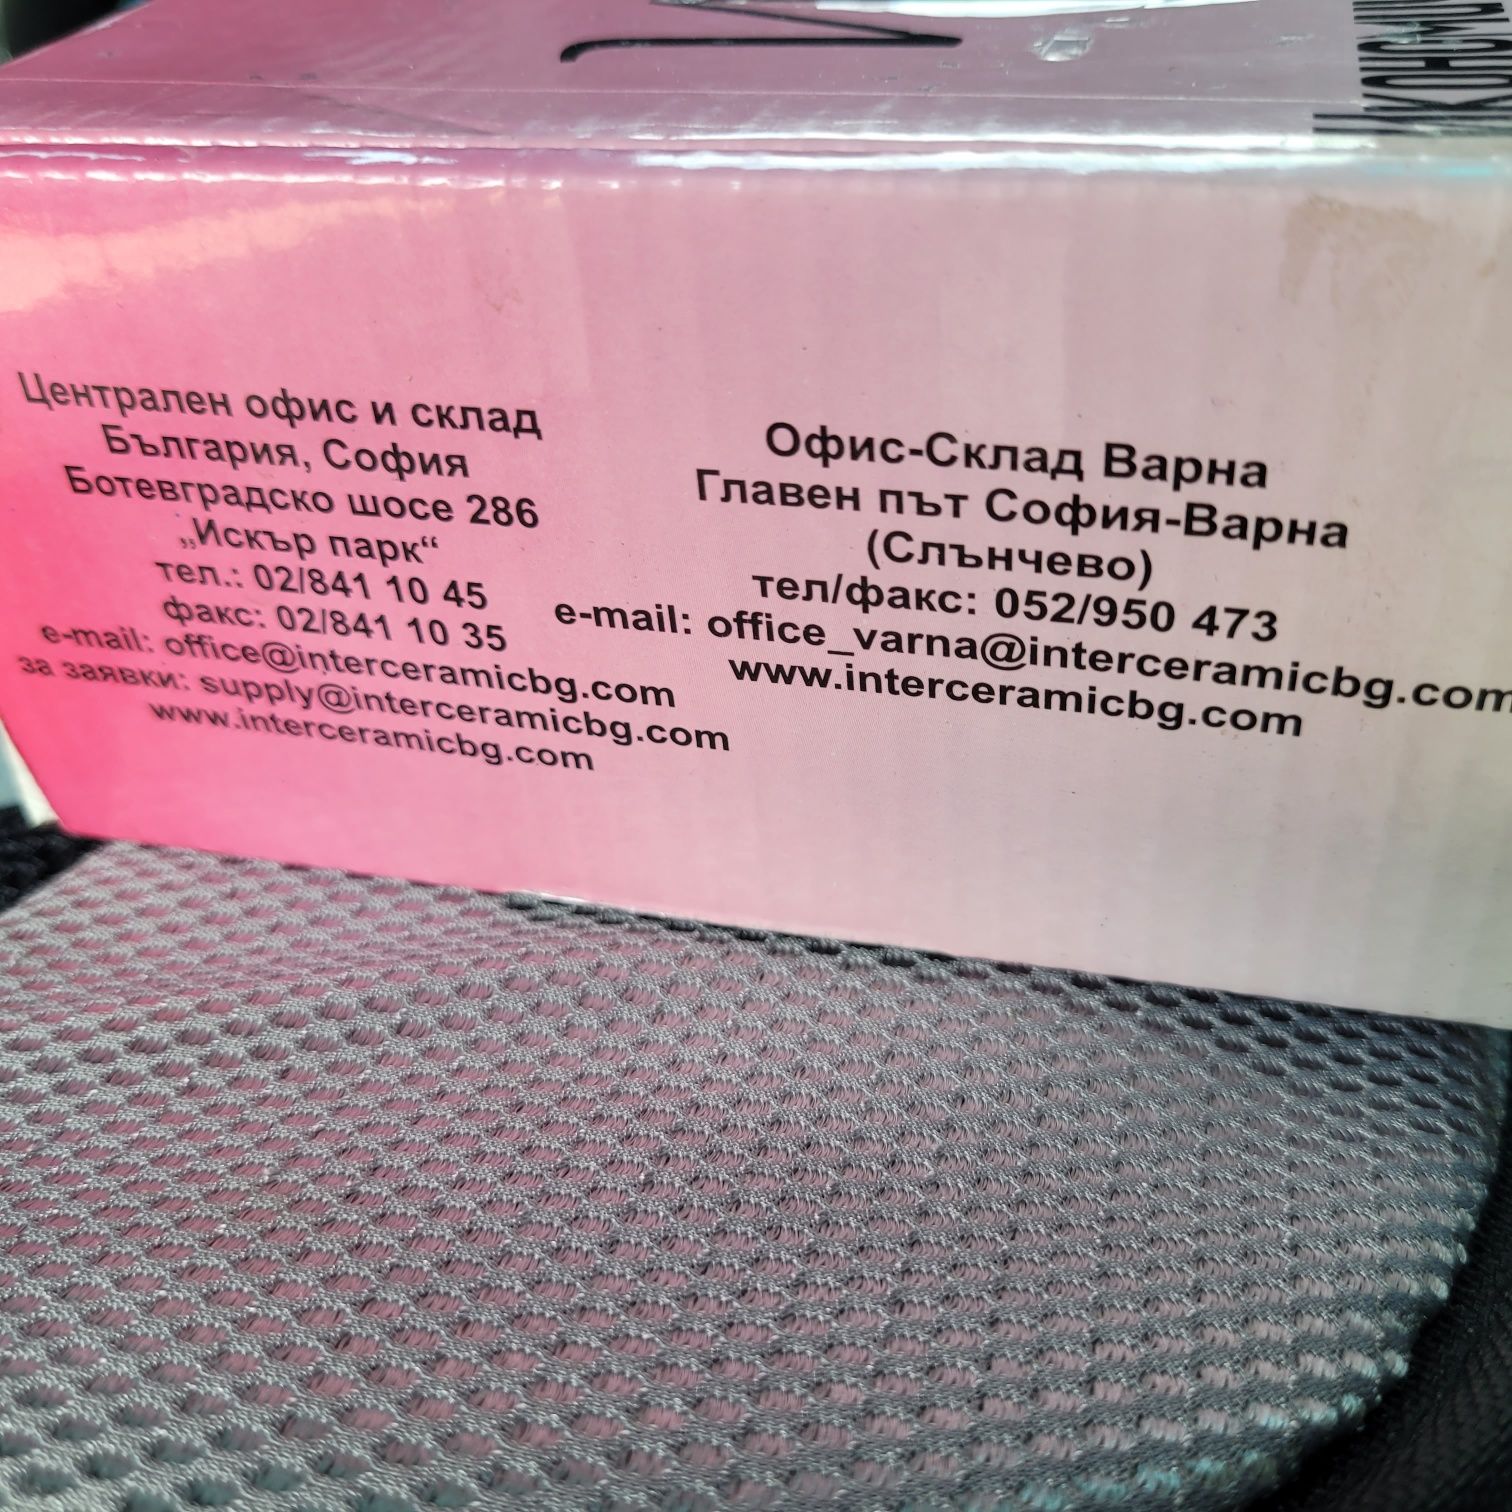 Централен офис и склад
България, София
Ботевградско шосе 286
„Искър парк“
тел.: 02/841 10 45
факс: 02/841 10 35
e-mail: office@interceramicbg.com
за заявки: supply@interceramicbg.com
www.interceramicbg.com
Офис-Склад Варна
Главен път София-Варна
(Слънчево)
тел/факс: 052/950 473
e-mail: office_varna@interceramicbg.com
www.interceramicbg.com